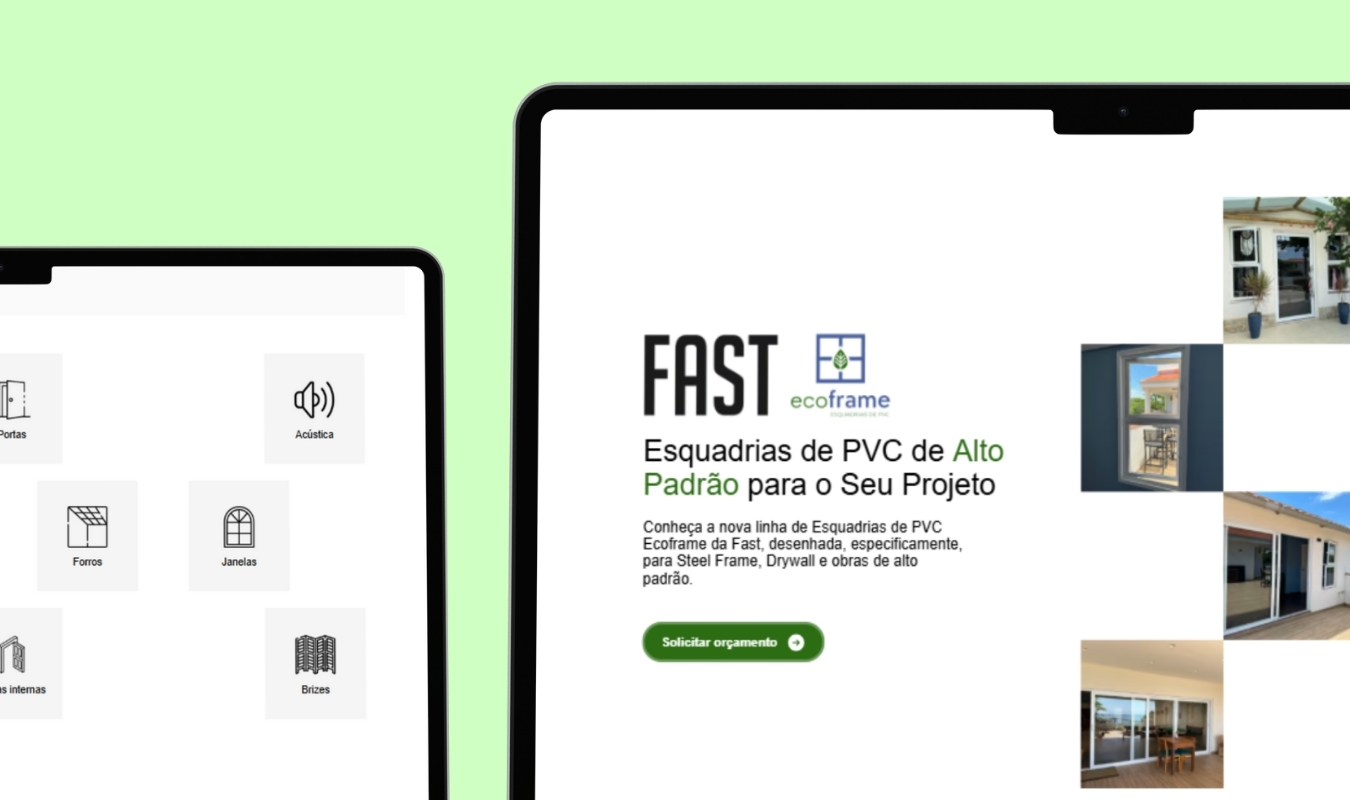 Portas
Acústica
Forros
Janelas
internas
Brizes
FAST
ecoframe
ESQUADRIAS DE PVC
Esquadrias de PVC de Alto
Padrão para o Seu Projeto
Conheça a nova linha de Esquadrias de PVC
Ecoframe da Fast, desenhada, especificamente,
para Steel Frame, Drywall e obras de alto
padrão.
Solicitar orçamento